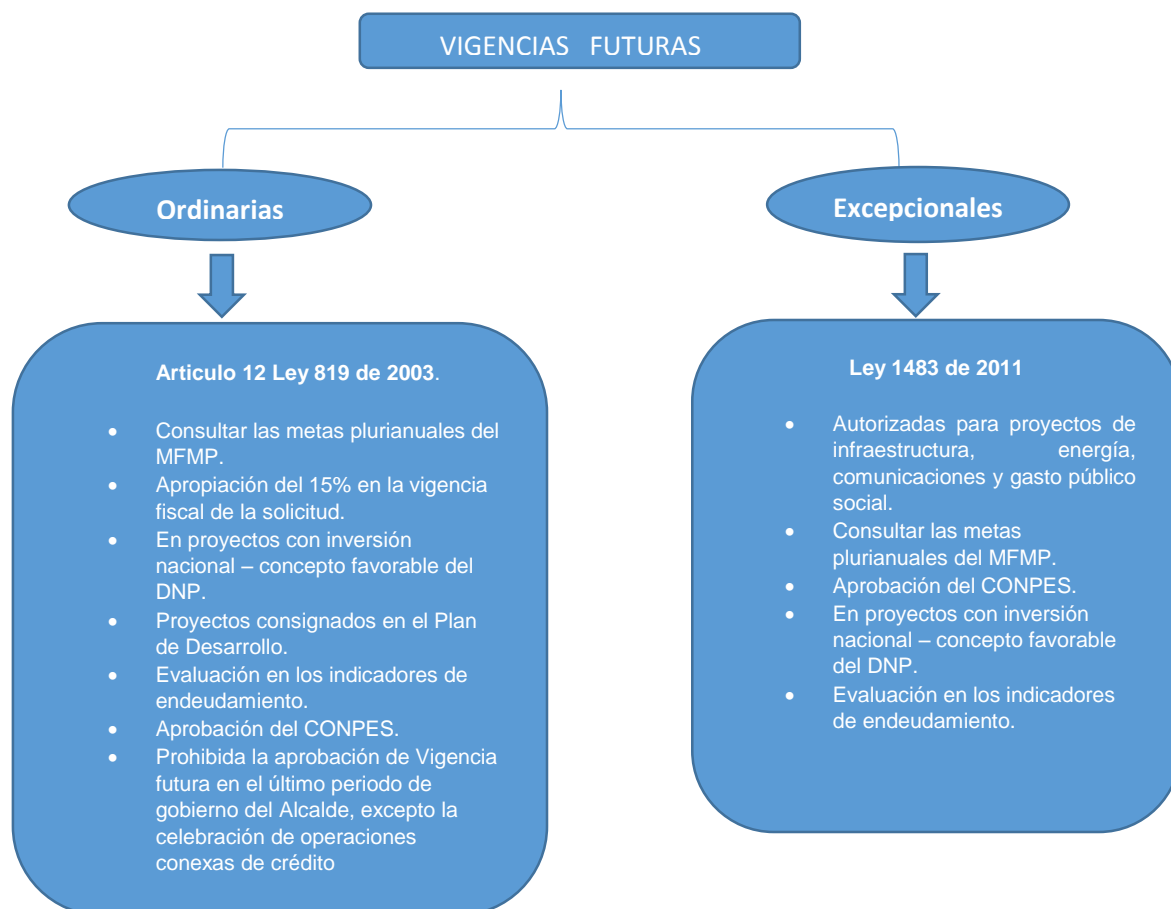 VIGENCIAS FUTURAS
Ordinarias
Articulo 12 Ley 819 de 2003.
• Consultar las metas plurianuales del
MFMP.
• Apropiación del 15% en la vigencia
fiscal de la solicitud.
• En proyectos con inversión
nacional – concepto favorable del
DNP.
• Proyectos consignados en el Plan
de Desarrollo.
• Evaluación en los indicadores de
endeudamiento.
• Aprobación del CONPES.
• Prohibida la aprobación de Vigencia
futura en el último periodo de
gobierno del Alcalde, excepto la
celebración de operaciones
conexas de crédito
Excepcionales
Ley 1483 de 2011
• Autorizadas para proyectos de
infraestructura, energía,
comunicaciones y gasto público
social.
• Consultar las metas
plurianuales del MFMP.
• Aprobación del CONPES.
• En proyectos con inversión
nacional – concepto favorable
del DNP.
• Evaluación en los indicadores
de endeudamiento.